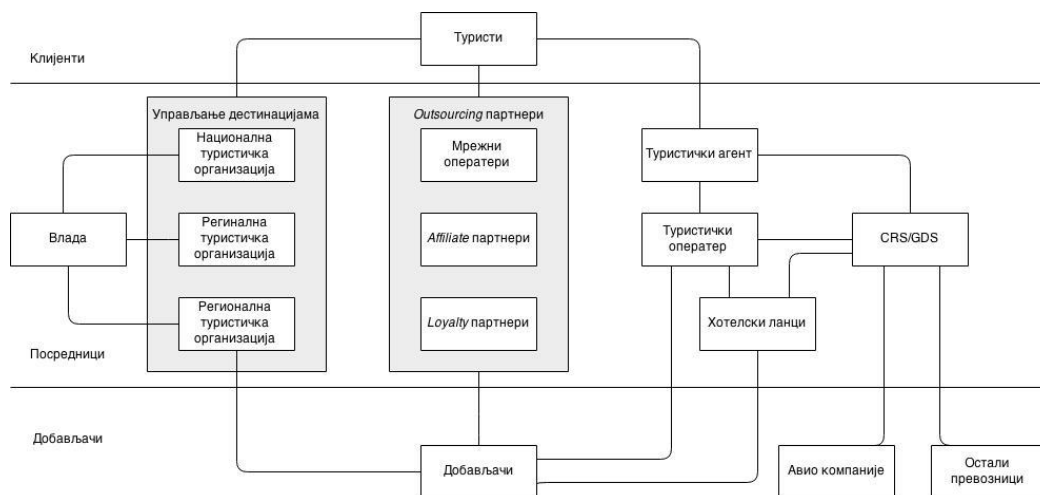 Туристи
Клијенти
Управљање дестинацијама
Национална
туристичка
организација
Outsourcing партнери
Мрежни
оператери
Туристички агент
Влада
Регинална
туристичка
организација
Affiliate партнери
Туристички
оператер
CRS/GDS
Регионална
туристичка
организација
Loyalty партнери
Хотелски ланци
Посредници
Добављачи
Добављачи
Авио компаније
Остали
превозници